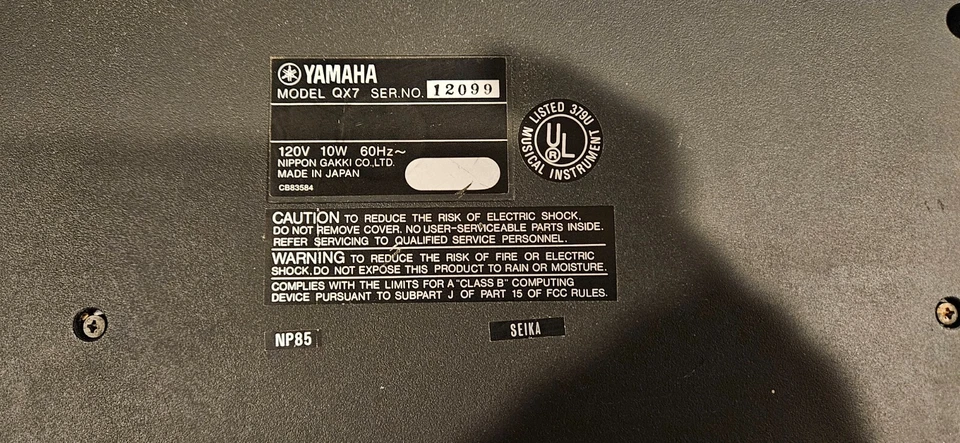 YAMAHA
MODEL QX7 SER.NO. 12099
120V 10W 60Hz～
NIPPON GAKKI CO.,LTD.
MADE IN JAPAN
CB83584
LISTED 379U
UL
®
MUSICAL INSTRUMENT
CAUTION TO REDUCE THE RISK OF ELECTRIC SHOCK,
DO NOT REMOVE COVER. NO USER-SERVICEABLE PARTS INSIDE.
REFER SERVICING TO QUALIFIED SERVICE PERSONNEL.
WARNING TO REDUCE THE RISK OF FIRE OR ELECTRIC
SHOCK,DO NOT EXPOSE THIS PRODUCT TO RAIN OR MOISTURE.
COMPLIES WITH THE LIMITS FOR A "CLASS B" COMPUTING
DEVICE PURSUANT TO SUBPART J OF PART 15 OF FCC RULES.
NP85
SEIKA